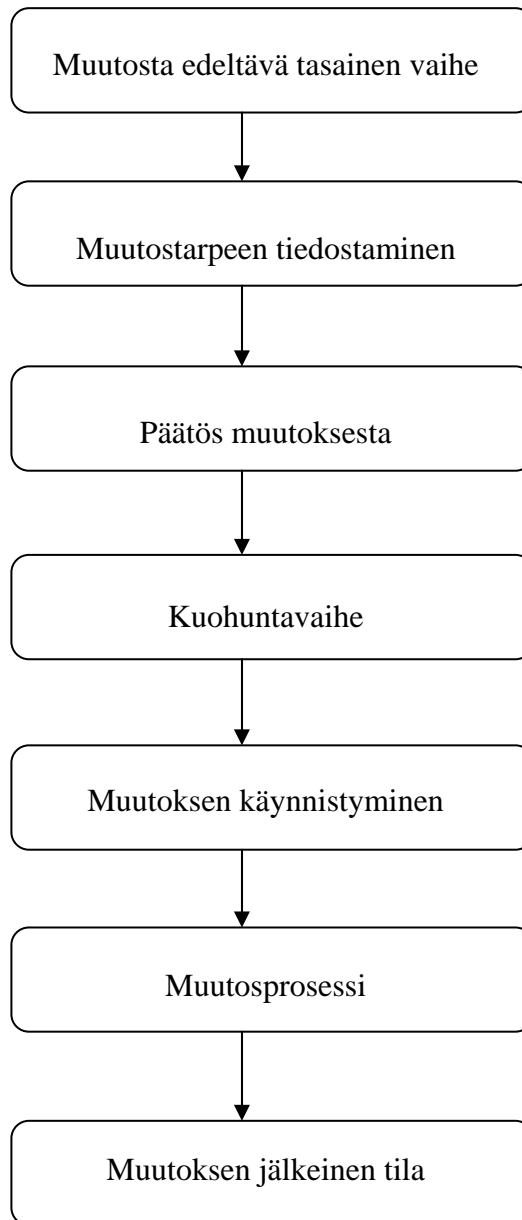 Muutosta edeltävä tasainen vaihe
Muutostarpeen tiedostaminen
Päätös muutoksesta
Kuohuntavaihe
Muutoksen käynnistyminen
Muutosprosessi
Muutoksen jälkeinen tila